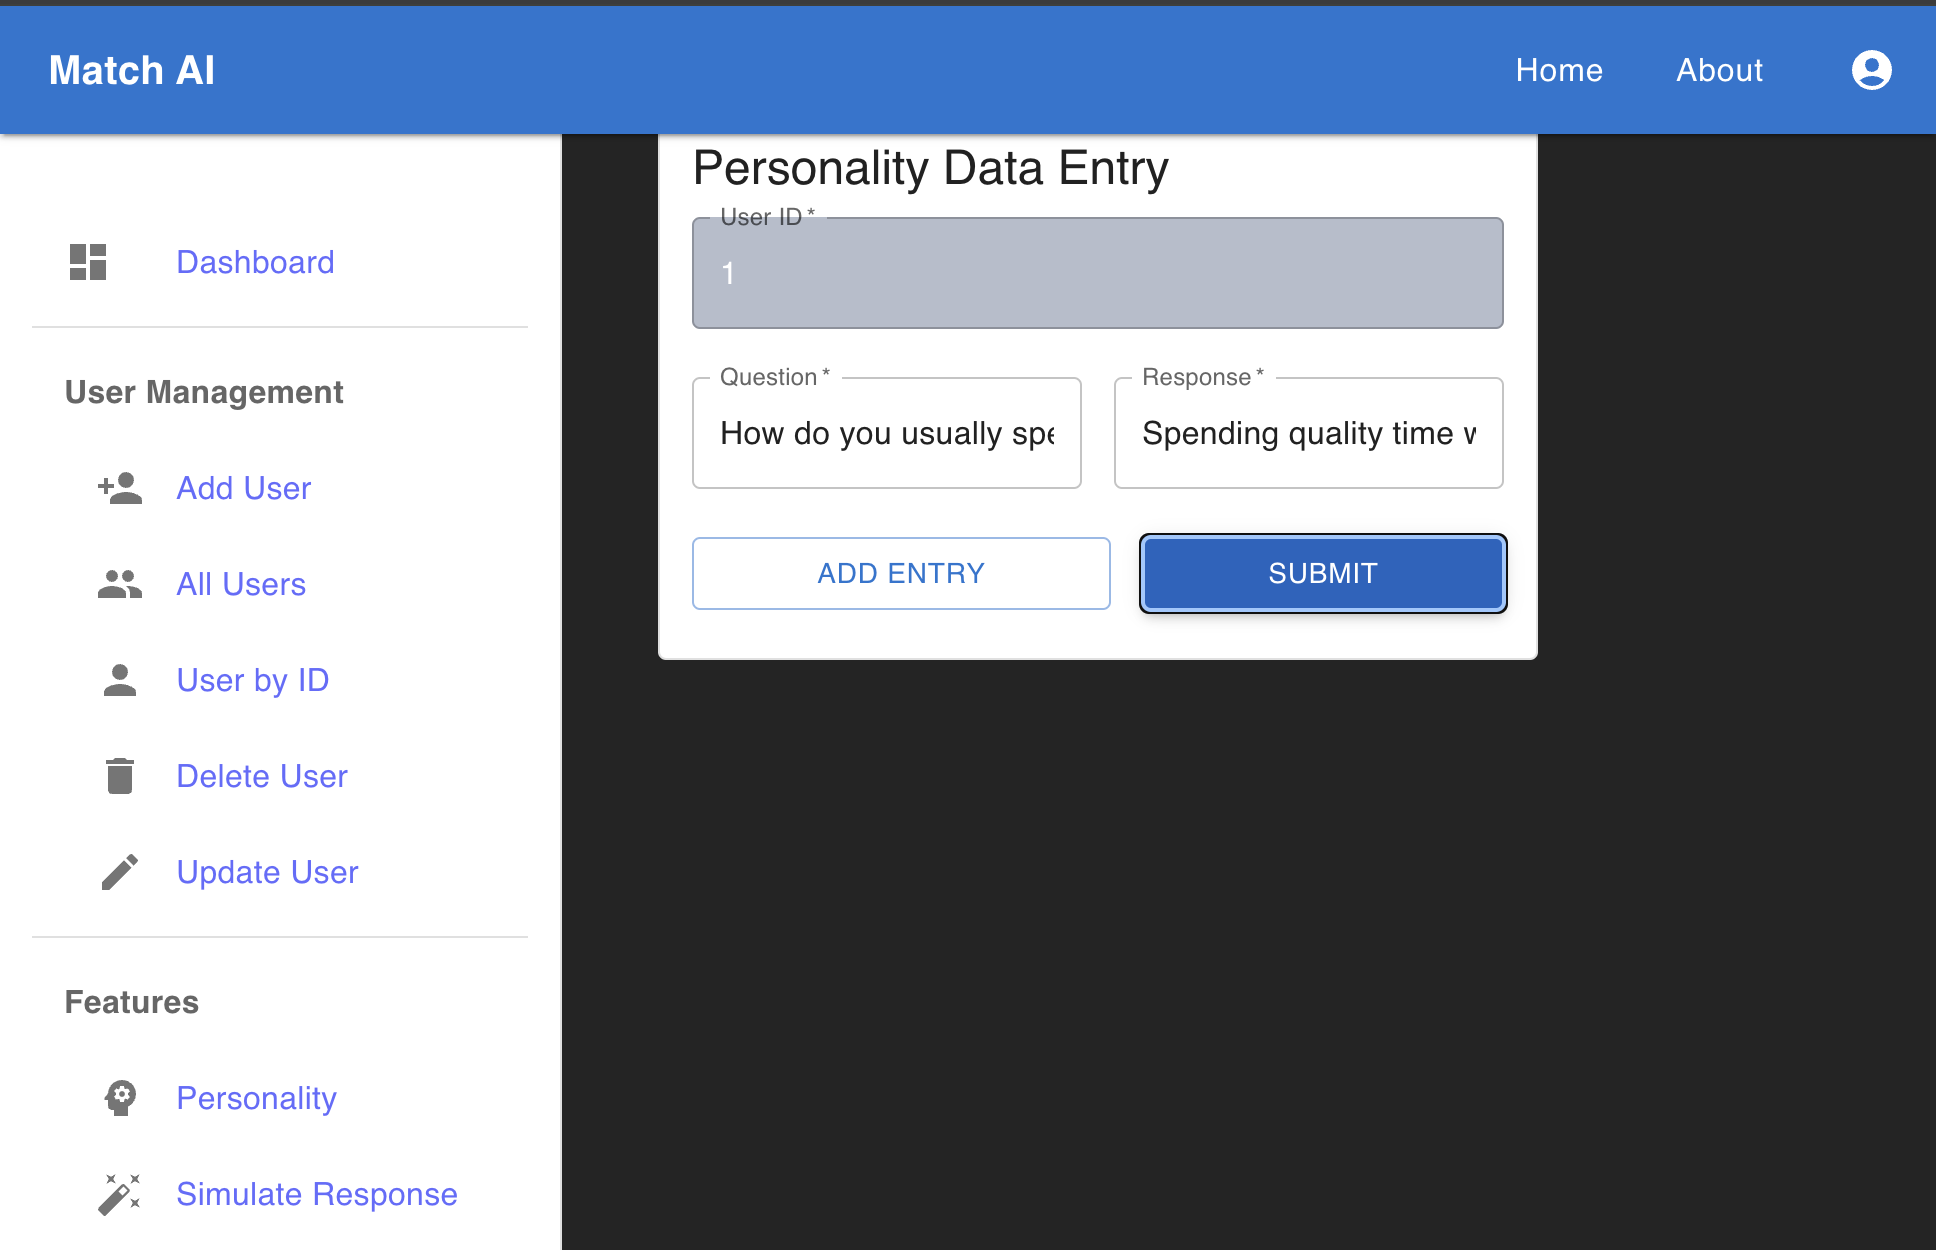 Match AI
Home
About
Dashboard
User Management
Add User
All Users
User by ID
Delete User
Update User
Features
Personality
Simulate Response
Personality Data Entry
User ID *
1
Question *
How do you usually spe
Response *
Spending quality time w
ADD ENTRY
SUBMIT